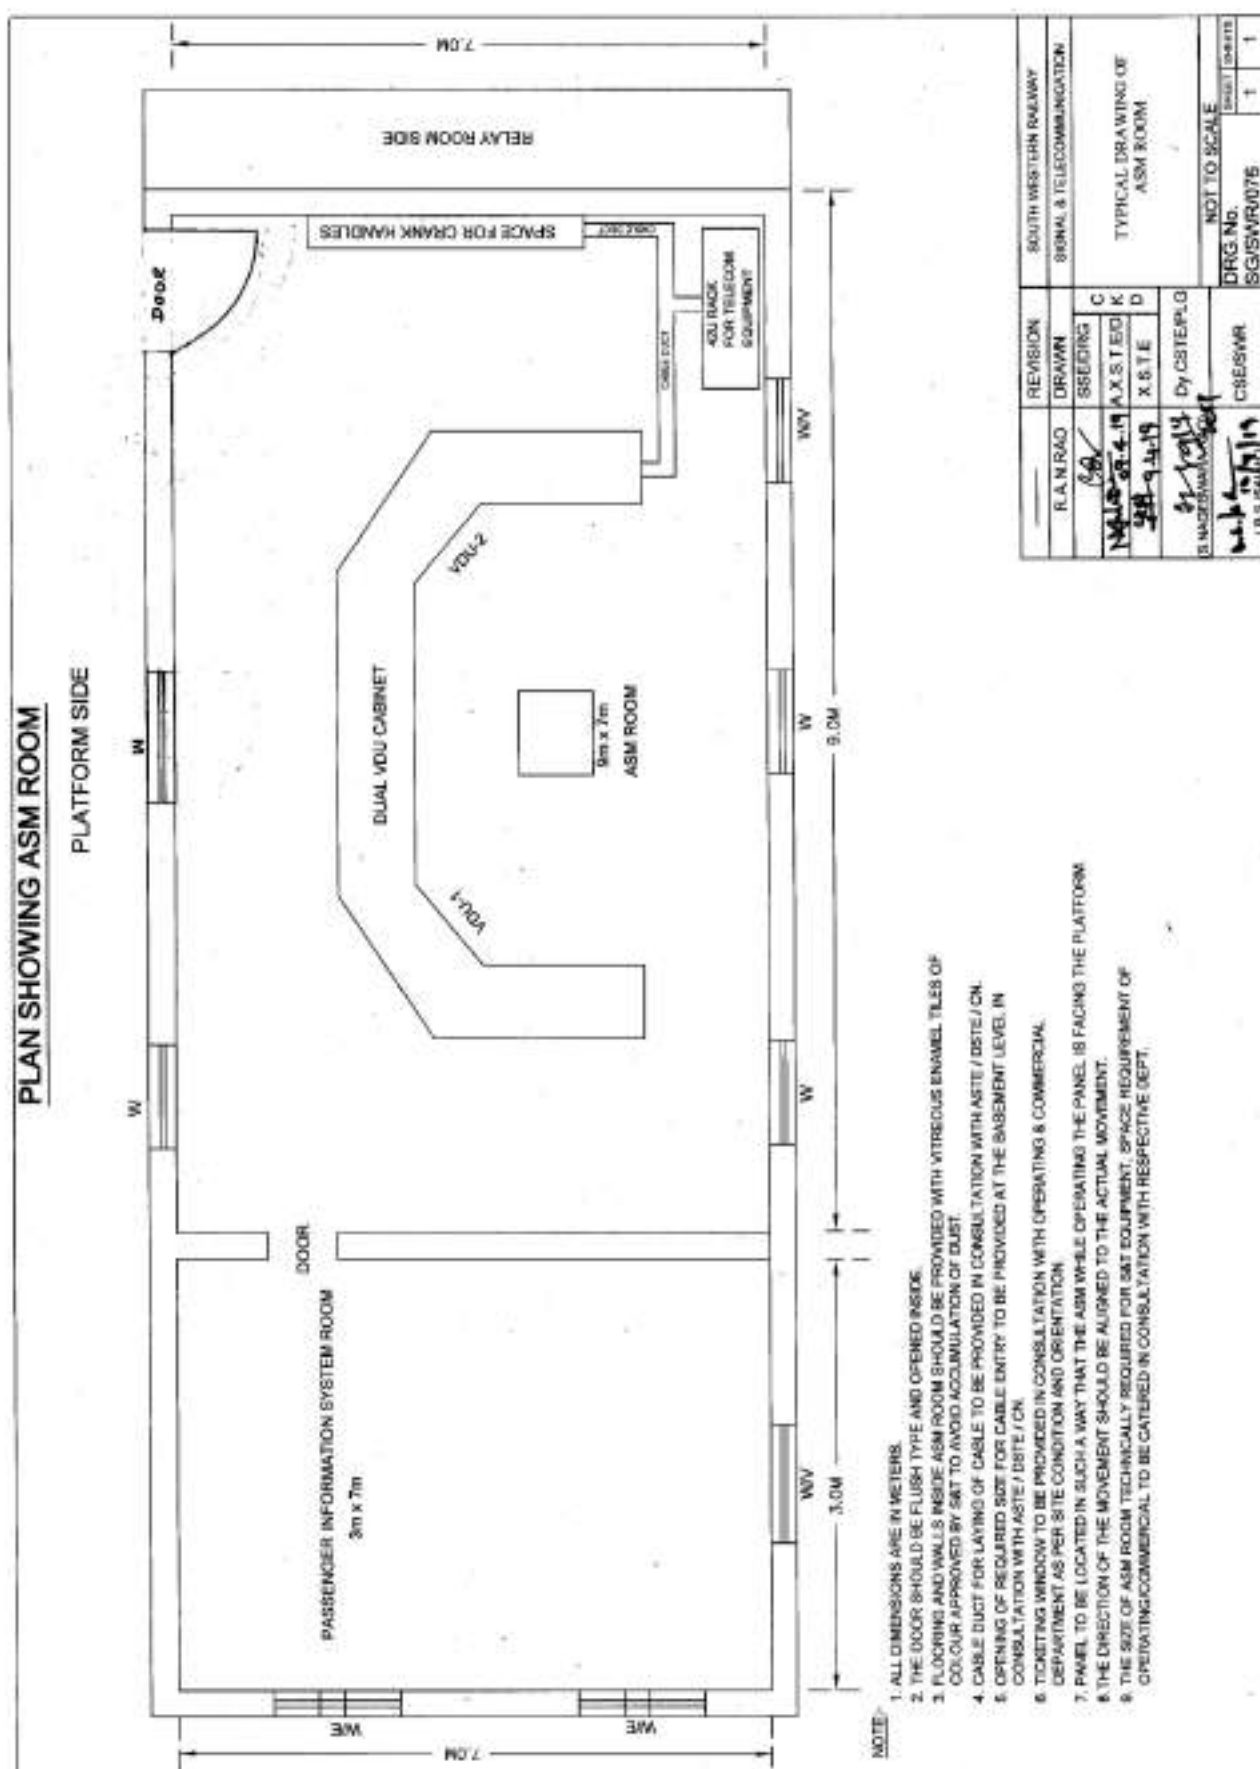 PLAN SHOWING ASM ROOM
PLATFORM SIDE
W
W
DOOR
7.0M
7.0M
W/E
W/E
PASSENGER INFORMATION SYSTEM ROOM
3m x 7m
DOOR
DUAL VDU CABINET
VDU-1
VDU-2
9m x 7m
ASM ROOM
SPACE FOR CRANK HANDLES
CABLE DUCT
CABLE DUCT
42U RACK
FOR TELECOM
EQUIPMENT
RELAY ROOM SIDE
W/V
W
W
W/V
3.0M
9.0M
NOTE:-
1. ALL DIMENSIONS ARE IN METERS.
2. THE DOOR SHOULD BE FLUSH TYPE AND OPENED INSIDE.
3. FLOORING AND WALLS INSIDE ASM ROOM SHOULD BE PROVIDED WITH VITREOUS ENAMEL TILES OF
COLOUR APPROVED BY S&T TO AVOID ACCUMULATION OF DUST.
4. CABLE DUCT FOR LAYING OF CABLE TO BE PROVIDED IN CONSULTATION WITH ASTE / DSTE / CN.
5. OPENING OF REQUIRED SIZE FOR CABLE ENTRY TO BE PROVIDED AT THE BASEMENT LEVEL IN
CONSULTATION WITH ASTE / DSTE / CN.
6. TICKETING WINDOW TO BE PROVIDED IN CONSULTATION WITH OPERATING & COMMERCIAL
DEPARTMENT AS PER SITE CONDITION AND ORIENTATION.
7. PANEL TO BE LOCATED IN SUCH A WAY THAT THE ASM WHILE OPERATING THE PANEL IS FACING THE PLATFORM
8. THE DIRECTION OF THE MOVEMENT SHOULD BE ALIGNED TO THE ACTUAL MOVEMENT.
9. THE SIZE OF ASM ROOM TECHNICALLY REQUIRED FOR S&T EQUIPMENT, SPACE REQUIREMENT OF
OPERATING/COMMERCIAL TO BE CATERED IN CONSULTATION WITH RESPECTIVE DEPT.
REVISION
SOUTH WESTERN RAILWAY
R.A.N.RAO
DRAWN
SIGNAL & TELECOMMUNICATION
SSE/DRG
C
A.X.S.T.E/D
K
X.S.T.E
D
TYPICAL DRAWING OF
ASM ROOM
Dy CSTE/PLG
NOT TO SCALE
CSE/SWR
DRG.No.
SG/SWR/076
SHEET
SHEETS
1
1